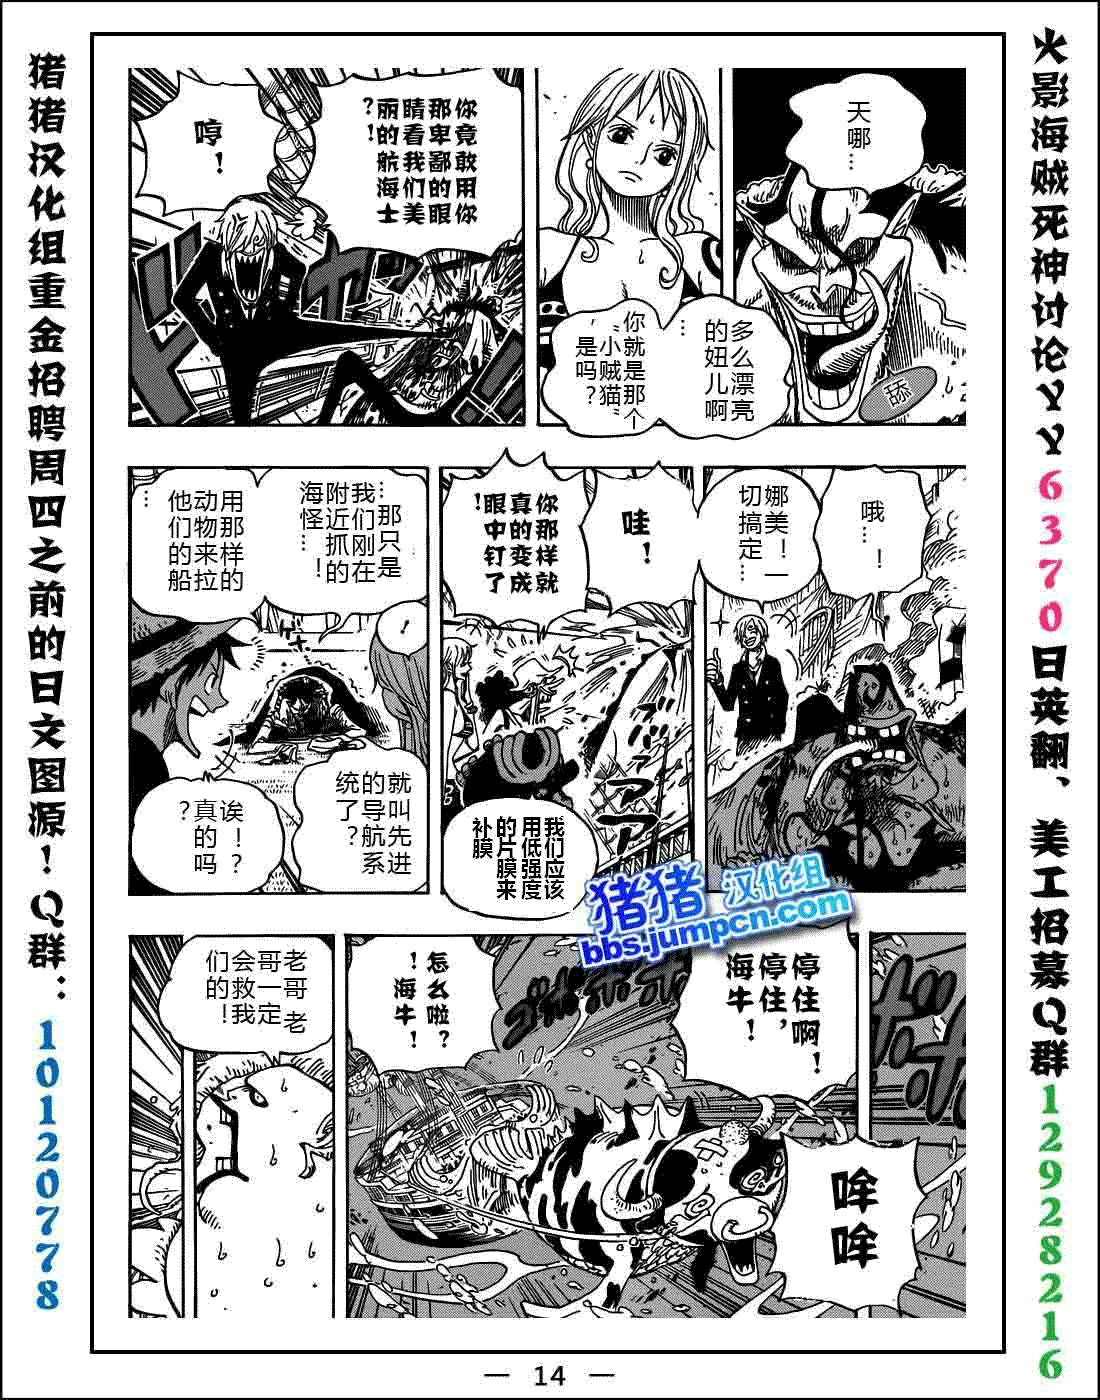 猪猪汉化组重金招聘周四之前的日文图源！Q群：101207788
火影海贼死神讨论YY6370日英翻、美工招募Q群129282166
天哪…
多么漂亮
的妞儿啊
…
你就是那个
“小贼猫”
是吗？
舔
你竟敢用你
那卑鄙的眼
睛看我们美
丽的航海士
？！
哼！
哦…！
娜美！一
切搞定…
哇！
你那样就
真的变成
眼中钉了
！
我们应该
用低强度
的片膜来
补膜
…那只是
我们刚在
附近抓的
海怪…！
…
用那样的
动物来拉
他们的船
！
就叫先进
的导航系
统了？
诶！？
真的吗
？
猪猪汉化组
bbs.jumpcn.com
停住啊！
停住，
海牛！
哞
哞
怎么啦？
！海牛！
老哥 老
哥一定
会救我
们的！
ゴボボボボボ
— 14 —